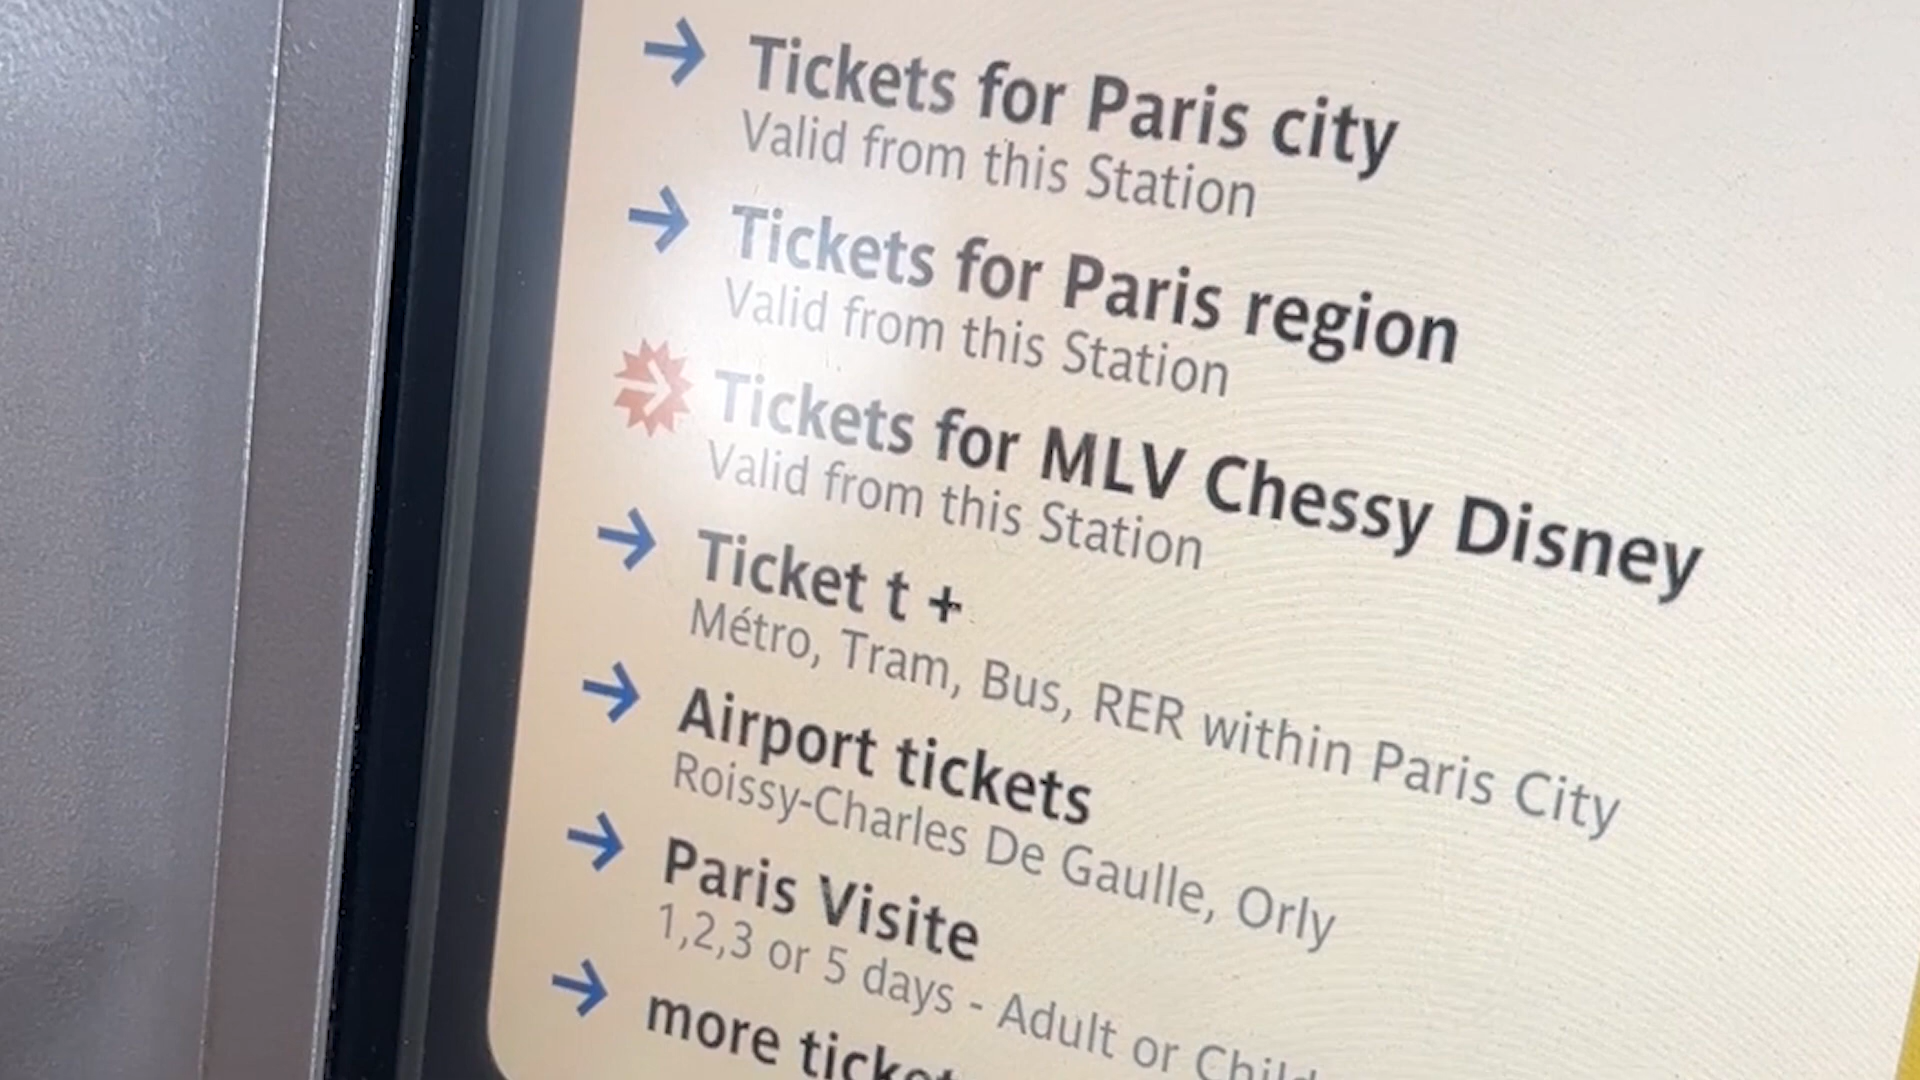 Tickets for Paris city
Valid from this Station
Tickets for Paris region
Valid from this Station
Tickets for MLV Chessy Disney
Valid from this Station
Ticket t +
Métro, Tram, Bus, RER within Paris City
Airport tickets
Roissy-Charles De Gaulle, Orly
Paris Visite
1,2,3 or 5 days - Adult or Child
more ticket